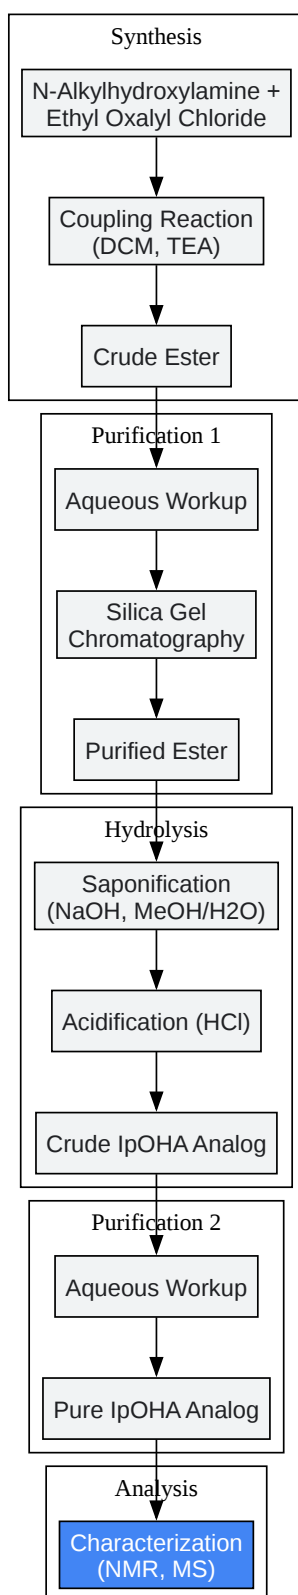 Synthesis
N-Alkylhydroxylamine +
Ethyl Oxalyl Chloride
Coupling Reaction
(DCM, TEA)
Crude Ester
Purification 1
Aqueous Workup
Silica Gel
Chromatography
Purified Ester
Hydrolysis
Saponification
(NaOH, MeOH/H2O)
Acidification (HCl)
Crude IpOHA Analog
Purification 2
Aqueous Workup
Pure IpOHA Analog
Analysis
Characterization
(NMR, MS)